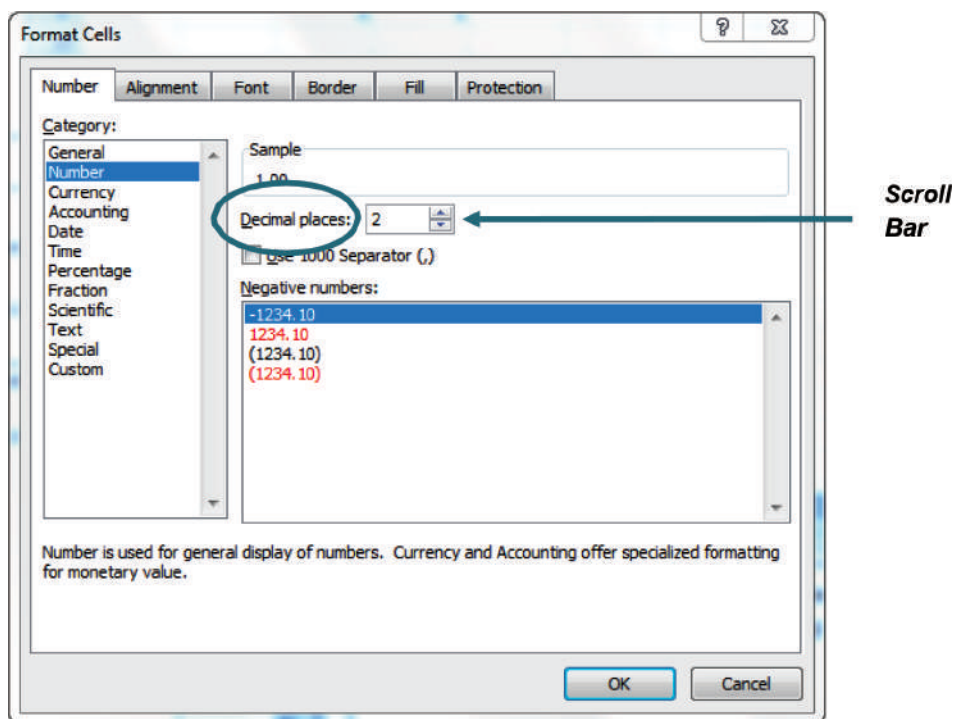 Format Cells
Number Alignment Font Border Fill Protection
Category:
General
Number
Currency
Accounting
Date
Time
Percentage
Fraction
Scientific
Text
Special
Custom
Sample
1.00
Decimal places: 2
Use 1000 Separator (,)
Negative numbers:
-1234.10
1234.10
(1234.10)
(1234.10)
Number is used for general display of numbers. Currency and Accounting offer specialized formatting
for monetary value.
OK Cancel
Scroll
Bar